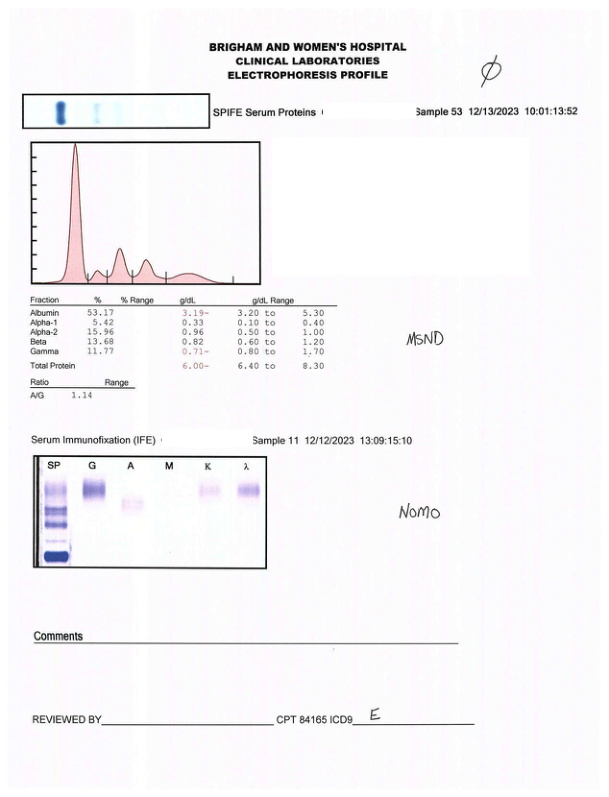 BRIGHAM AND WOMEN'S HOSPITAL
CLINICAL LABORATORIES
ELECTROPHORESIS PROFILE
SPIFE Serum Proteins Sample 53 12/13/2023 10:01:13:52
Fraction % % Range g/dL g/dL Range
Albumin 53.17 3.19- 3.20 to 5.30
Alpha-1 5.42 0.33 0.10 to 0.40
Alpha-2 15.96 0.96 0.50 to 1.00
Beta 13.68 0.82 0.60 to 1.20
Gamma 11.77 0.71- 0.80 to 1.70
MSND
Total Protein 6.00- 6.40 to 8.30
Ratio Range
A/G 1.14
Serum Immunofixation (IFE) Sample 11 12/12/2023 13:09:15:10
SP G A M K λ
NOMO
Comments
REVIEWED BY CPT 84165 ICD9 E